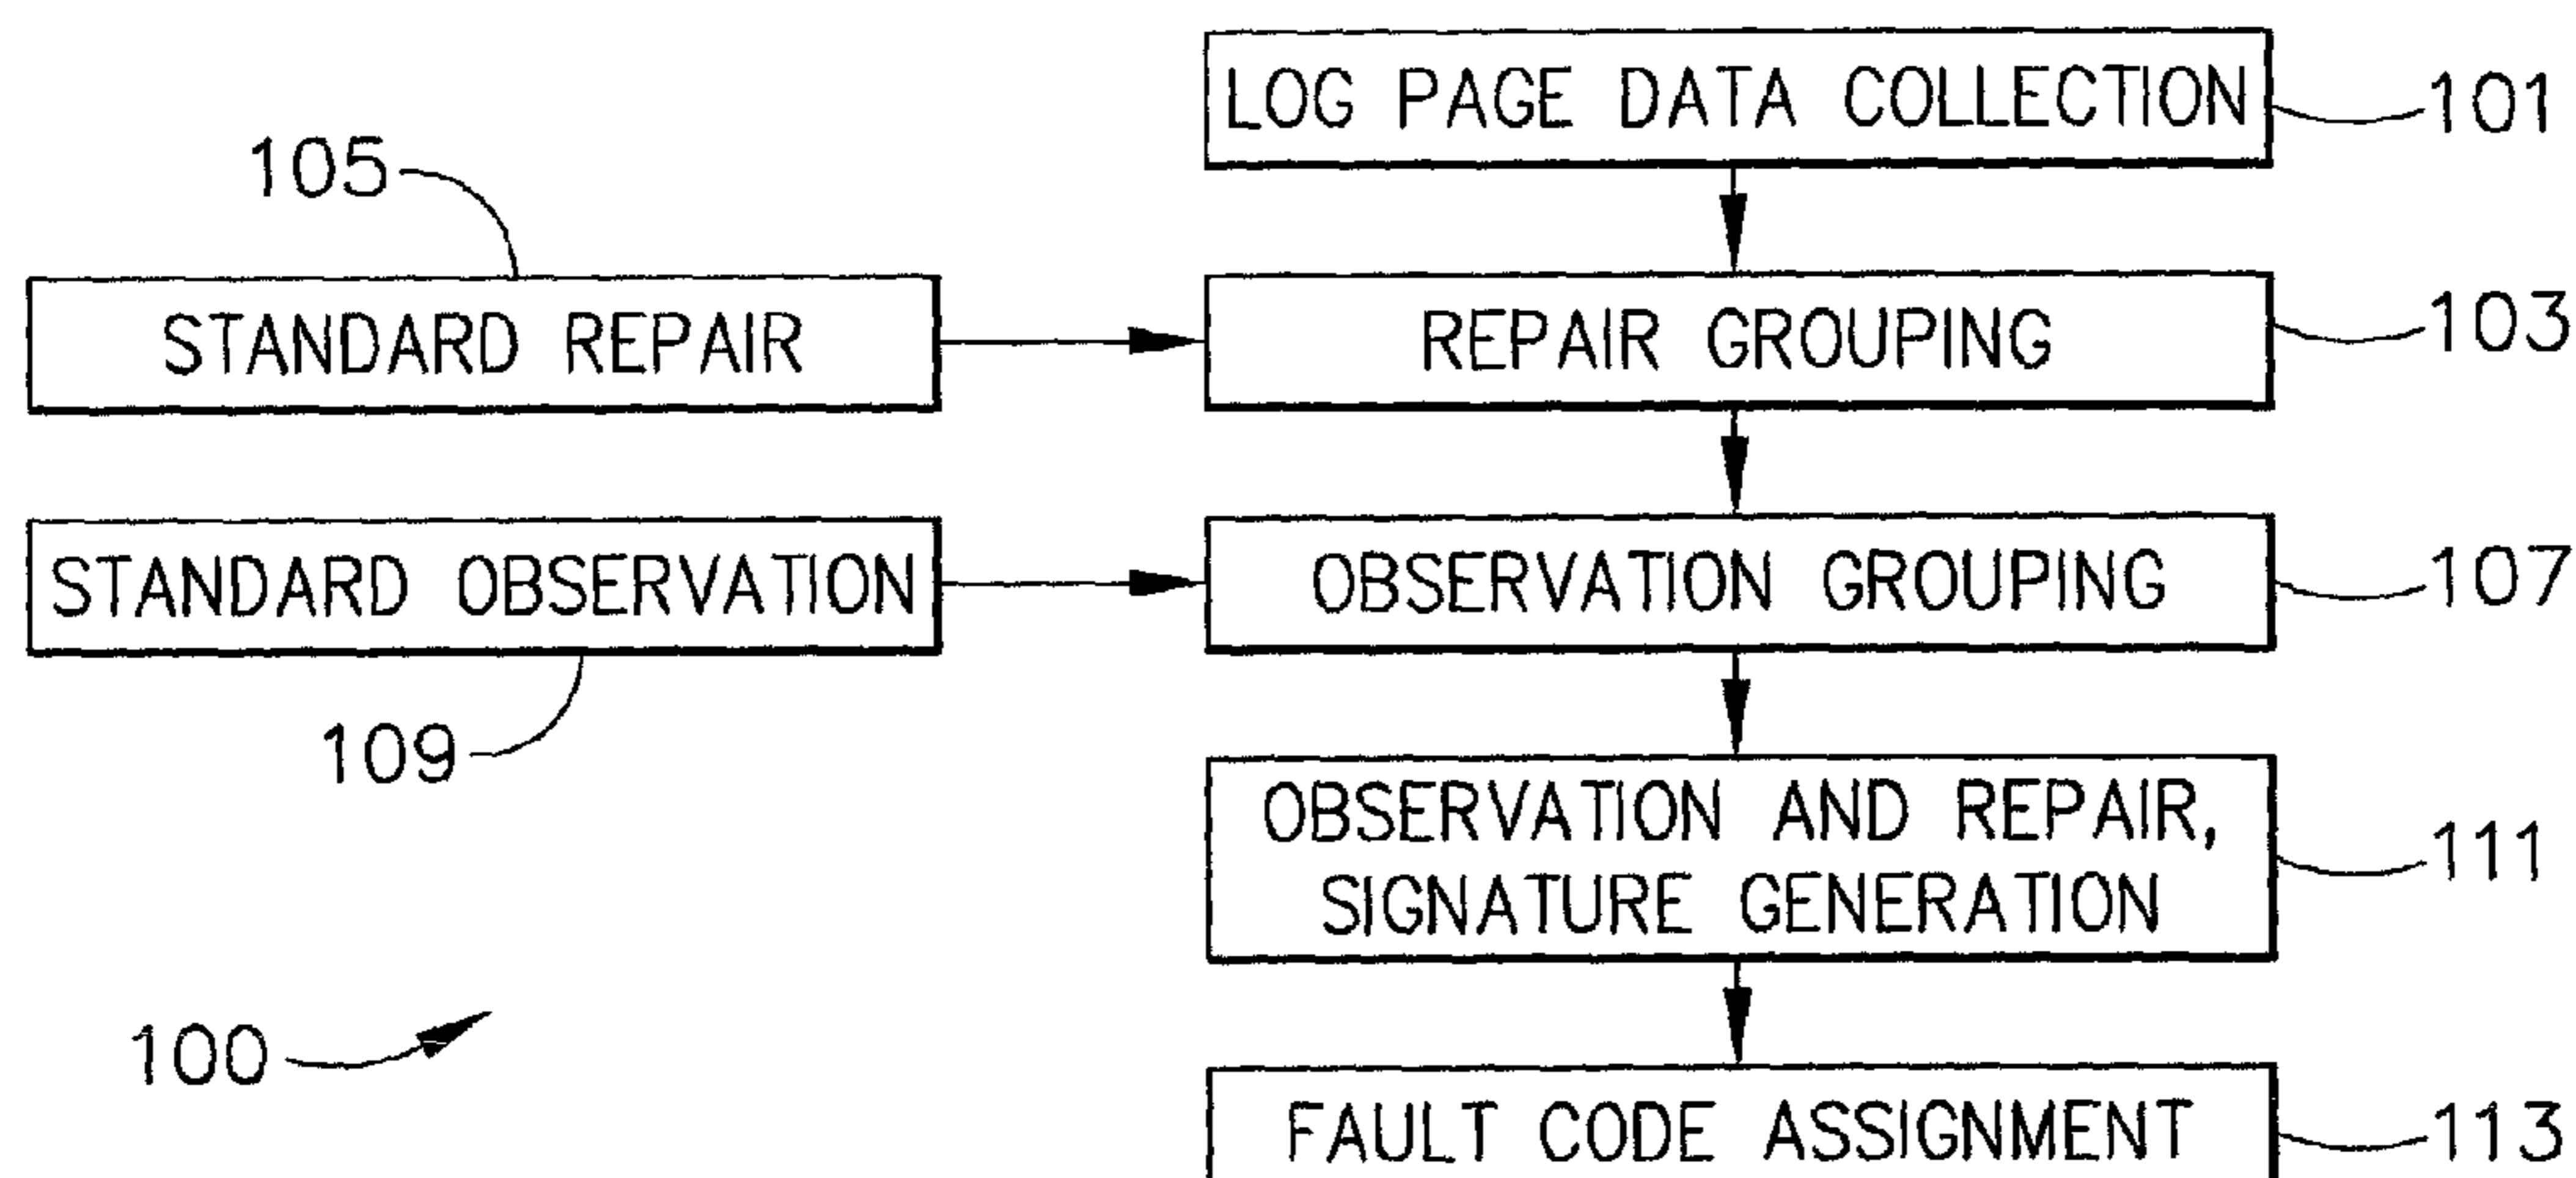 LOG PAGE DATA COLLECTION
101
105
STANDARD REPAIR
REPAIR GROUPING
103
STANDARD OBSERVATION
OBSERVATION GROUPING
107
109
OBSERVATION AND REPAIR,
SIGNATURE GENERATION
111
100
FAULT CODE ASSIGNMENT
113